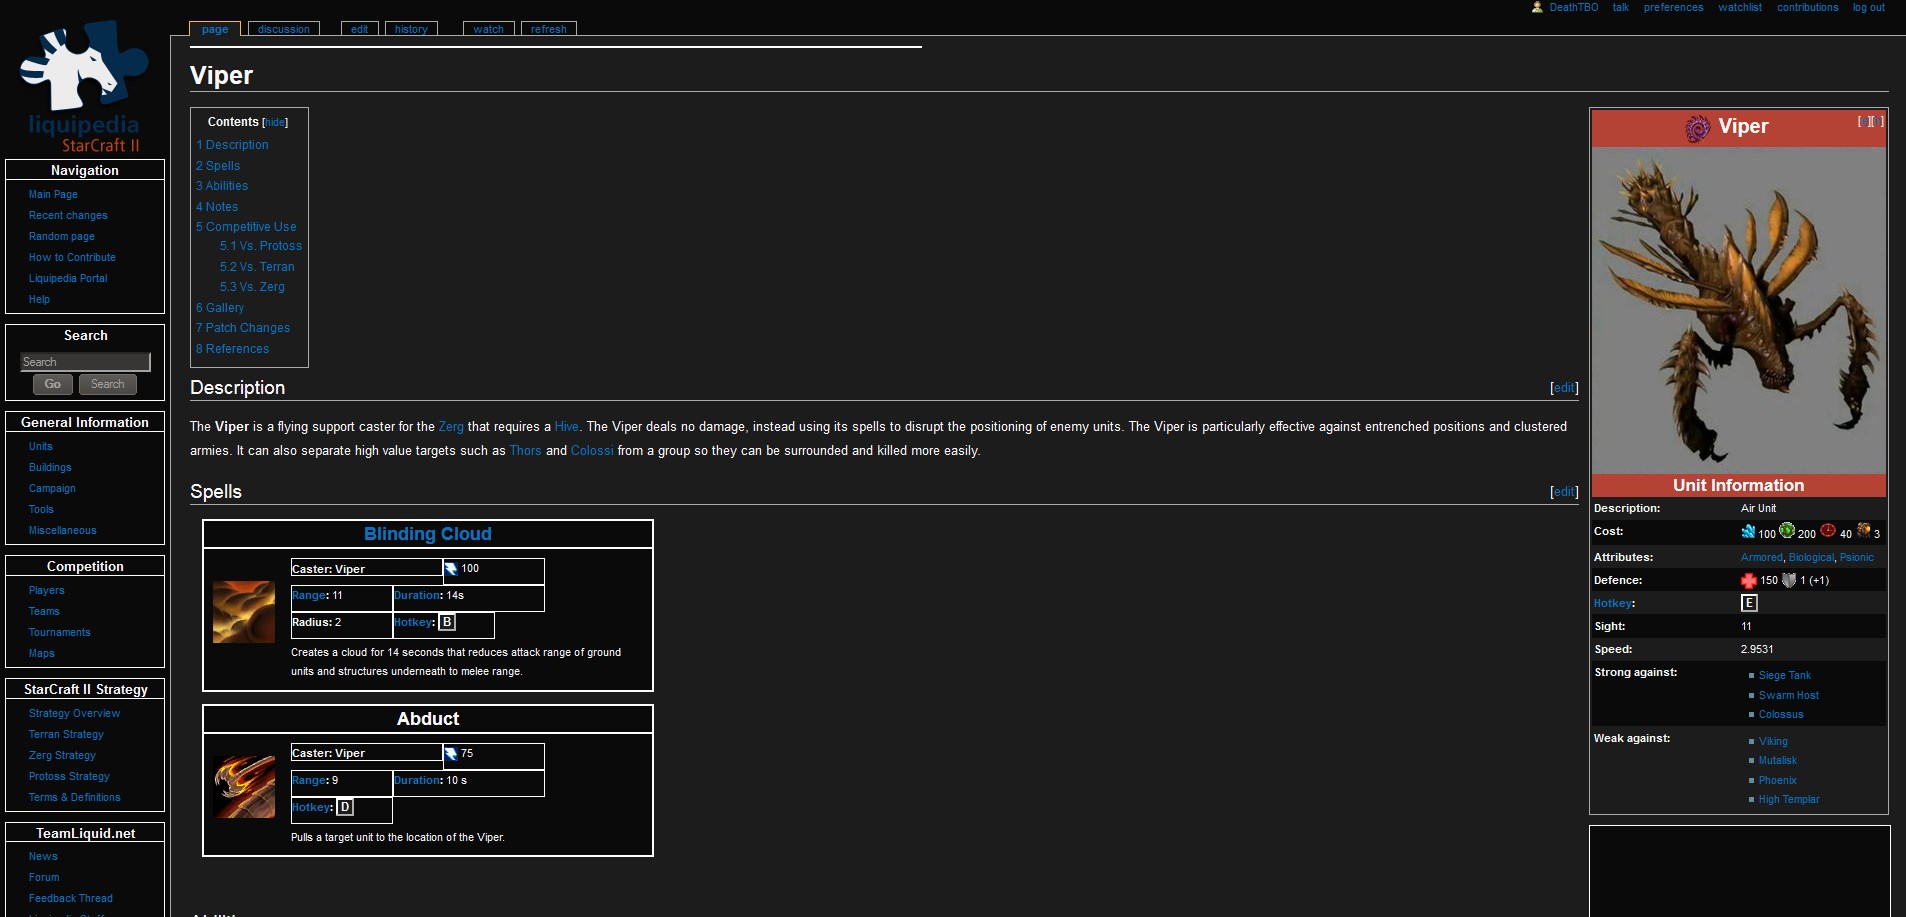 DeathTBO talk preferences watchlist contributions log out
page discussion edit history watch refresh
liquipedia
StarCraft II
Navigation
Main Page
Recent changes
Random page
How to Contribute
Liquipedia Portal
Help
Search
Search
Go Search
General Information
Units
Buildings
Campaign
Tools
Miscellaneous
Competition
Players
Teams
Tournaments
Maps
StarCraft II Strategy
Strategy Overview
Terran Strategy
Zerg Strategy
Protoss Strategy
Terms & Definitions
TeamLiquid.net
News
Forum
Feedback Thread
Viper
Contents [hide]
1 Description
2 Spells
3 Abilities
4 Notes
5 Competitive Use
5.1 Vs. Protoss
5.2 Vs. Terran
5.3 Vs. Zerg
6 Gallery
7 Patch Changes
8 References
Description [edit]
The Viper is a flying support caster for the Zerg that requires a Hive. The Viper deals no damage, instead using its spells to disrupt the positioning of enemy units. The Viper is particularly effective against entrenched positions and clustered
armies. It can also separate high value targets such as Thors and Colossi from a group so they can be surrounded and killed more easily.
Spells [edit]
Blinding Cloud
Caster: Viper 100
Range: 11 Duration: 14s
Radius: 2 Hotkey: B
Creates a cloud for 14 seconds that reduces attack range of ground
units and structures underneath to melee range.
Abduct
Caster: Viper 75
Range: 9 Duration: 10 s
Hotkey: D
Pulls a target unit to the location of the Viper.
Viper
Unit Information
Description: Air Unit
Cost: 100 200 40 3
Attributes: Armored, Biological, Psionic
Defence: 150 1 (+1)
Hotkey: E
Sight: 11
Speed: 2.9531
Strong against:
Siege Tank
Swarm Host
Colossus
Weak against:
Viking
Mutalisk
Phoenix
High Templar